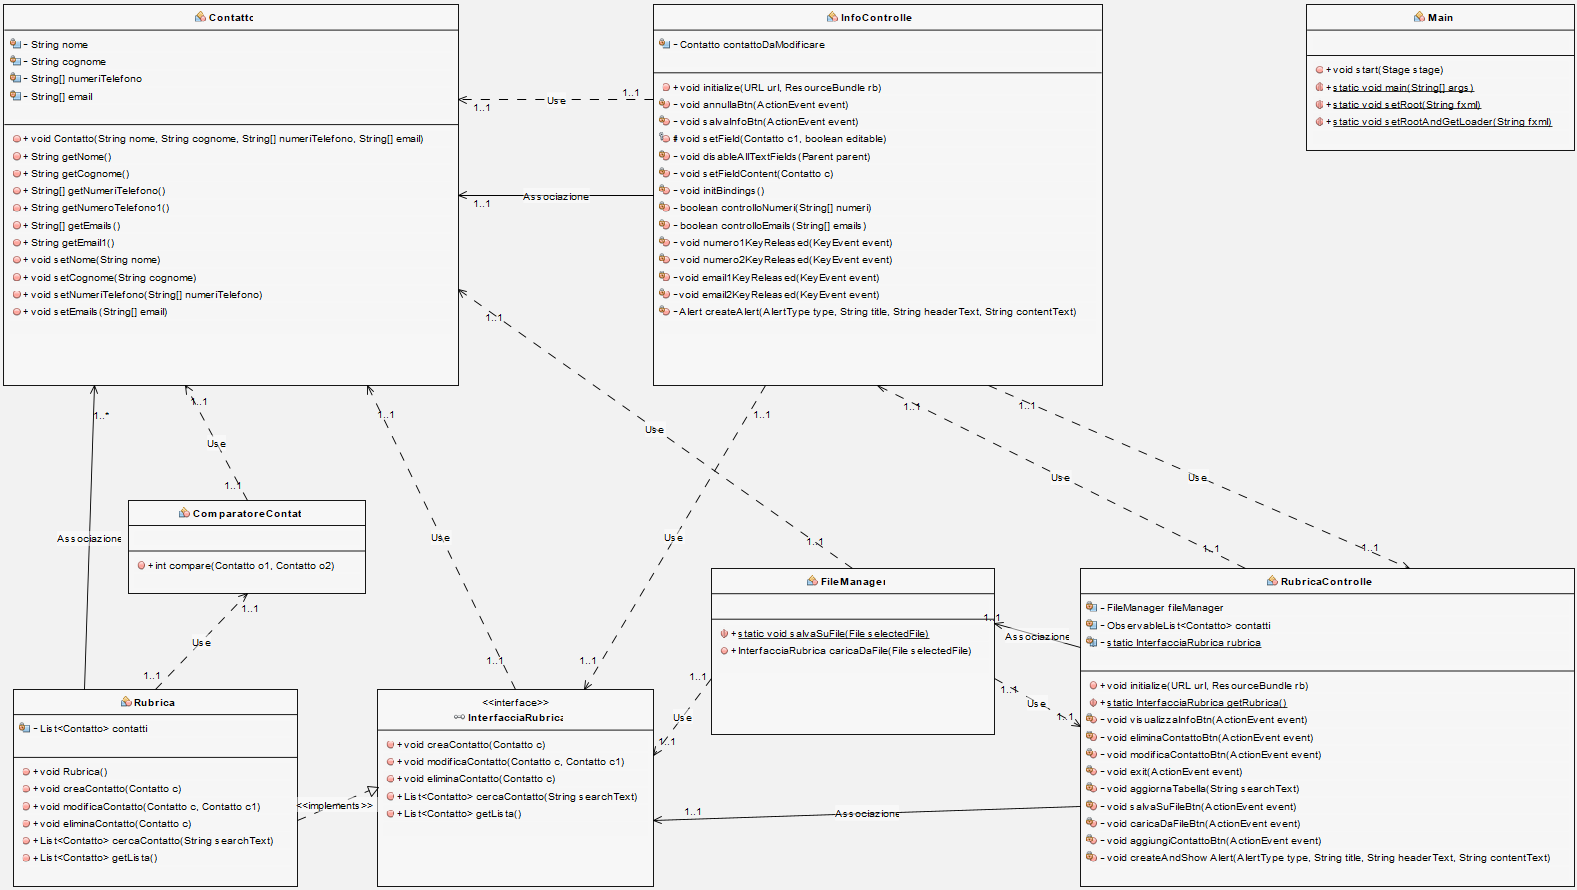 Contatto
- String nome
- String cognome
- String[] numeriTelefono
- String[] email
+ void Contatto(String nome, String cognome, String[] numeriTelefono, String[] email)
+ String getNome()
+ String getCognome()
+ String[] getNumeriTelefono()
+ String getNumeroTelefono1()
+ String[] getEmails()
+ String getEmail1()
+ void setNome(String nome)
+ void setCognome(String cognome)
+ void setNumeriTelefono(String[] numeriTelefono)
+ void setEmails(String[] email)
InfoControlle
- Contatto contattoDaModificare
+ void initialize(URL url, ResourceBundle rb)
- void annullaBtn(ActionEvent event)
- void salvaInfoBtn(ActionEvent event)
# void setField(Contatto c1, boolean editable)
- void disableAllTextFields(Parent parent)
- void setFieldContent(Contatto c)
- void initBindings()
- boolean controlloNumeri(String[] numeri)
- boolean controlloEmails(String[] emails)
- void numero1KeyReleased(KeyEvent event)
- void numero2KeyReleased(KeyEvent event)
- void email1KeyReleased(KeyEvent event)
- void email2KeyReleased(KeyEvent event)
- Alert createAlert(AlertType type, String title, String headerText, String contentText)
Main
+ void start(Stage stage)
+ static void main(String[] args)
+ static void setRoot(String fxml)
+ static void setRootAndGetLoader(String fxml)
1..1
Use
1..1
Associazione
1..1
1..1
Use
1..1
1..*
Associazione
1..1
Use
1..1
1..1
Use
1..1
1..1
Use
1..1
1..1
Use
1..1
1..1
Use
1..1
ComparatoreContat
+ int compare(Contatto o1, Contatto o2)
1..1
Use
1..1
FileManager
+ static void salvaSuFile(File selectedFile)
+ InterfacciaRubrica caricaDaFile(File selectedFile)
1..1
Associazione
1..1
Use
1..1
1..1
Use
1..1
RubricaControlle
- FileManager fileManager
- ObservableList<Contatto> contatti
- static InterfacciaRubrica rubrica
+ void initialize(URL url, ResourceBundle rb)
+ static InterfacciaRubrica getRubrica()
- void visualizzaInfoBtn(ActionEvent event)
- void eliminaContattoBtn(ActionEvent event)
- void modificaContattoBtn(ActionEvent event)
- void exit(ActionEvent event)
- void aggiornaTabella(String searchText)
- void salvaSuFileBtn(ActionEvent event)
- void caricaDaFileBtn(ActionEvent event)
- void aggiungiContattoBtn(ActionEvent event)
- void createAndShow Alert(AlertType type, String title, String headerText, String contentText)
Rubrica
- List<Contatto> contatti
+ void Rubrica()
+ void creaContatto(Contatto c)
+ void modificaContatto(Contatto c, Contatto c1)
+ void eliminaContatto(Contatto c)
+ List<Contatto> cercaContatto(String searchText)
+ List<Contatto> getLista()
<<implements>>
<<interface>>
InterfacciaRubrica
+ void creaContatto(Contatto c)
+ void modificaContatto(Contatto c, Contatto c1)
+ void eliminaContatto(Contatto c)
+ List<Contatto> cercaContatto(String searchText)
+ List<Contatto> getLista()
1..1
Associazione